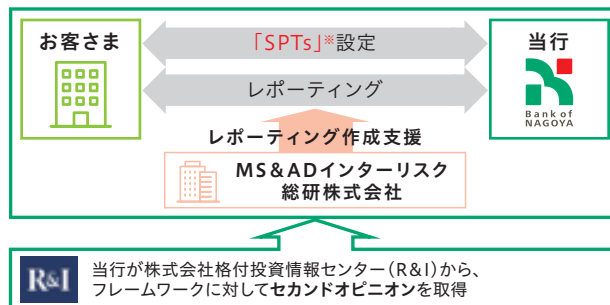 お客さま
「SPTs」※設定
当行
レポーティング
Bank of
NAGOYA
レポーティング作成支援
MS&ADインターリスク
総研株式会社
R&I
当行が株式会社格付投資情報センター(R&I)から、
フレームワークに対してセカンドオピニオンを取得